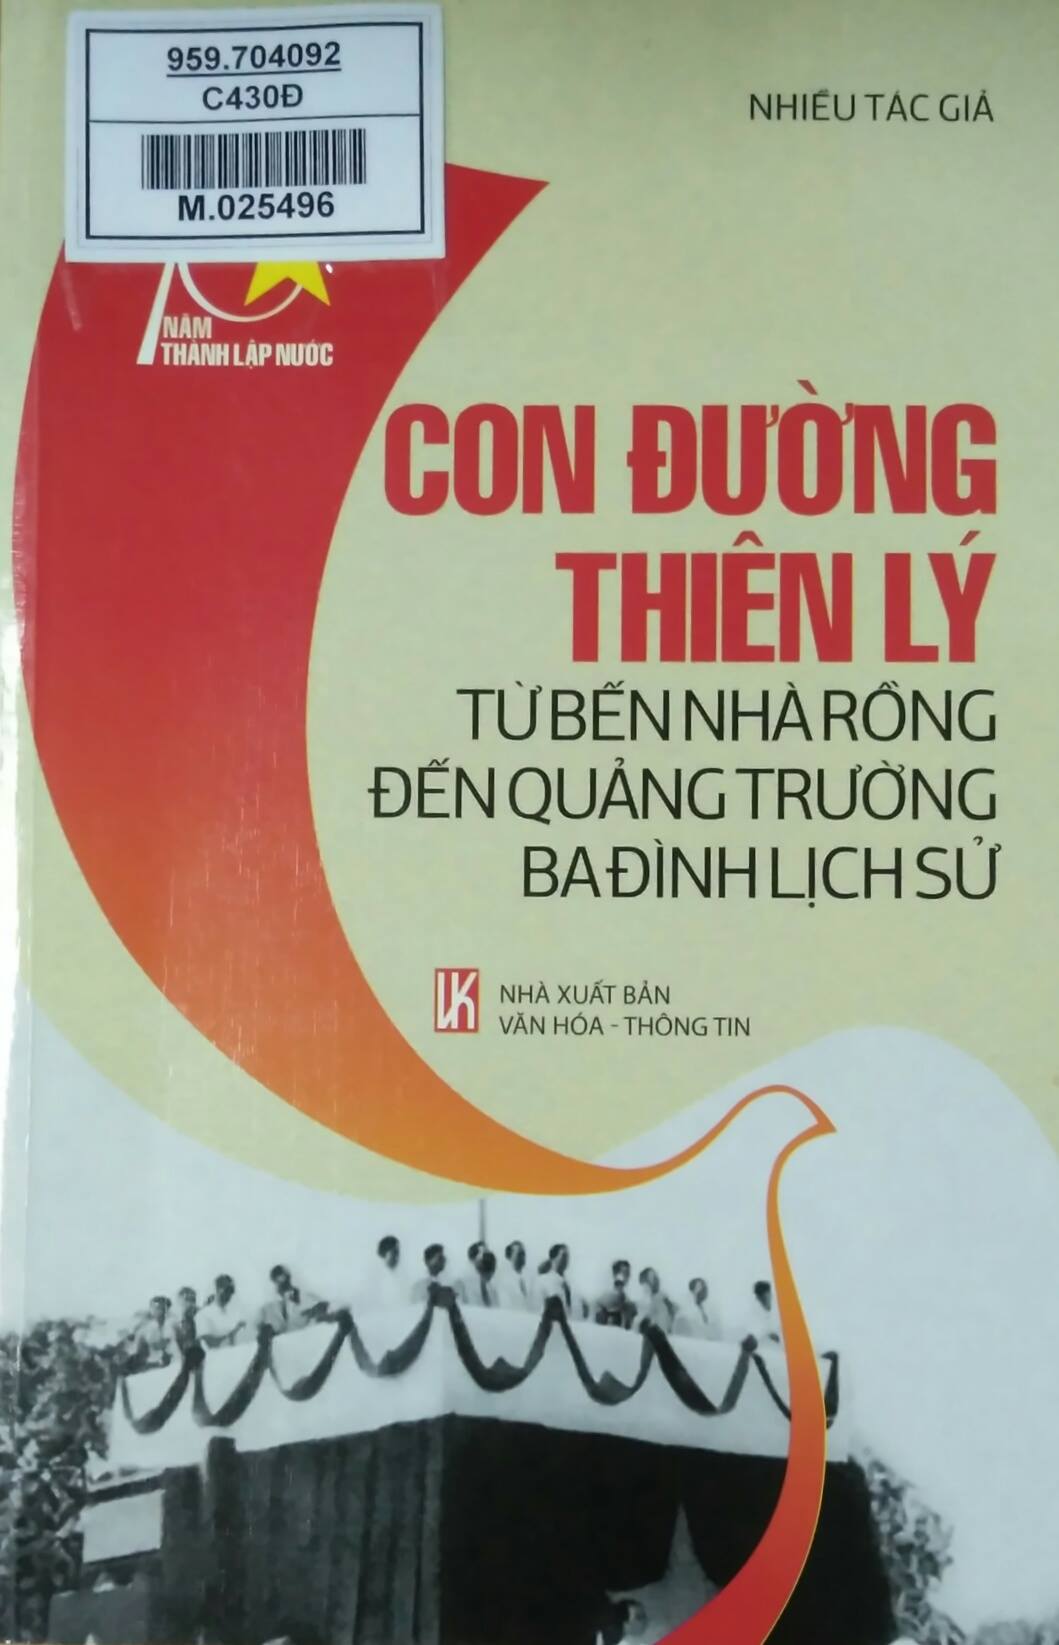 959.704092
C430Đ
M.025496
NHIỀU TÁC GIẢ
NĂM
THÀNH LẬP NƯỚC
CON ĐƯỜNG
THIÊN LÝ
TỪ BẾN NHÀ RỒNG
ĐẾN QUẢNG TRƯỜNG
BA ĐÌNH LỊCH SỬ
NHÀ XUẤT BẢN
VĂN HÓA - THÔNG TIN